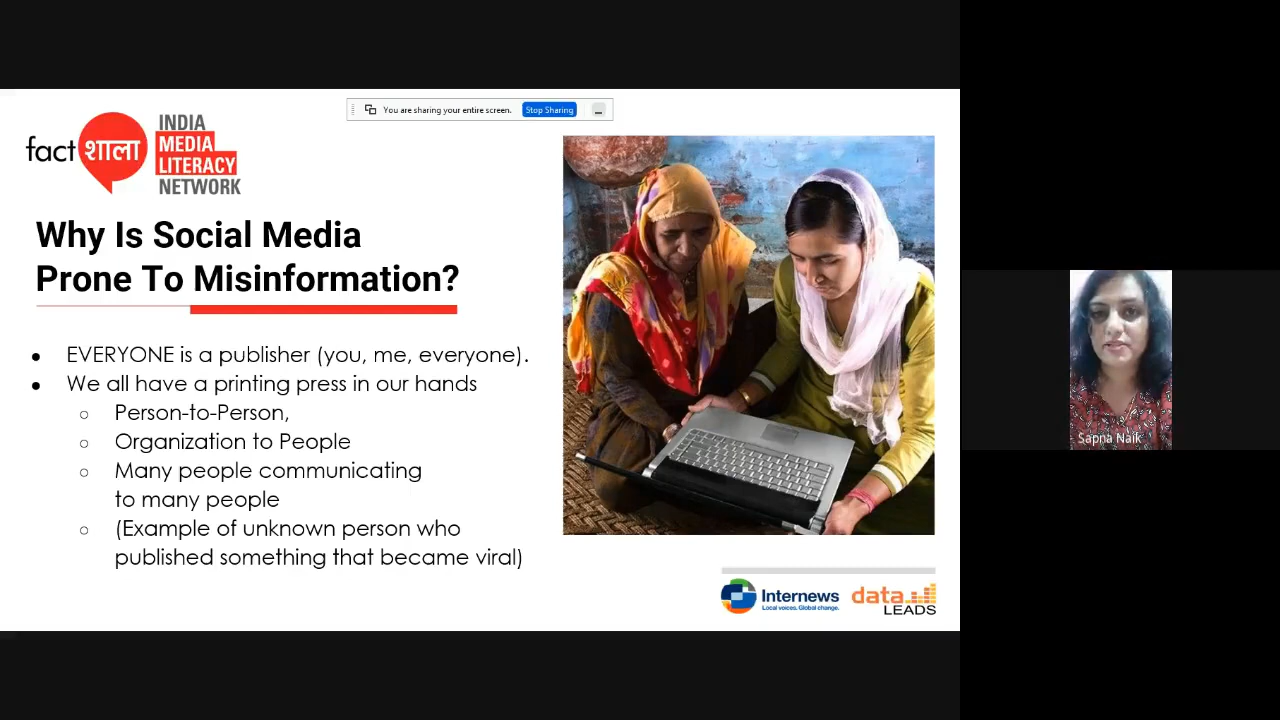 You are sharing your entire screen. Stop Sharing
fact शाला
INDIA
MEDIA
LITERACY
NETWORK
Why Is Social Media
Prone To Misinformation?
EVERYONE is a publisher (you, me, everyone).
We all have a printing press in our hands
Person-to-Person,
Organization to People
Many people communicating
to many people
(Example of unknown person who
published something that became viral)
Internews
Local voices. Global change.
data
LEADS
Sapna Naik